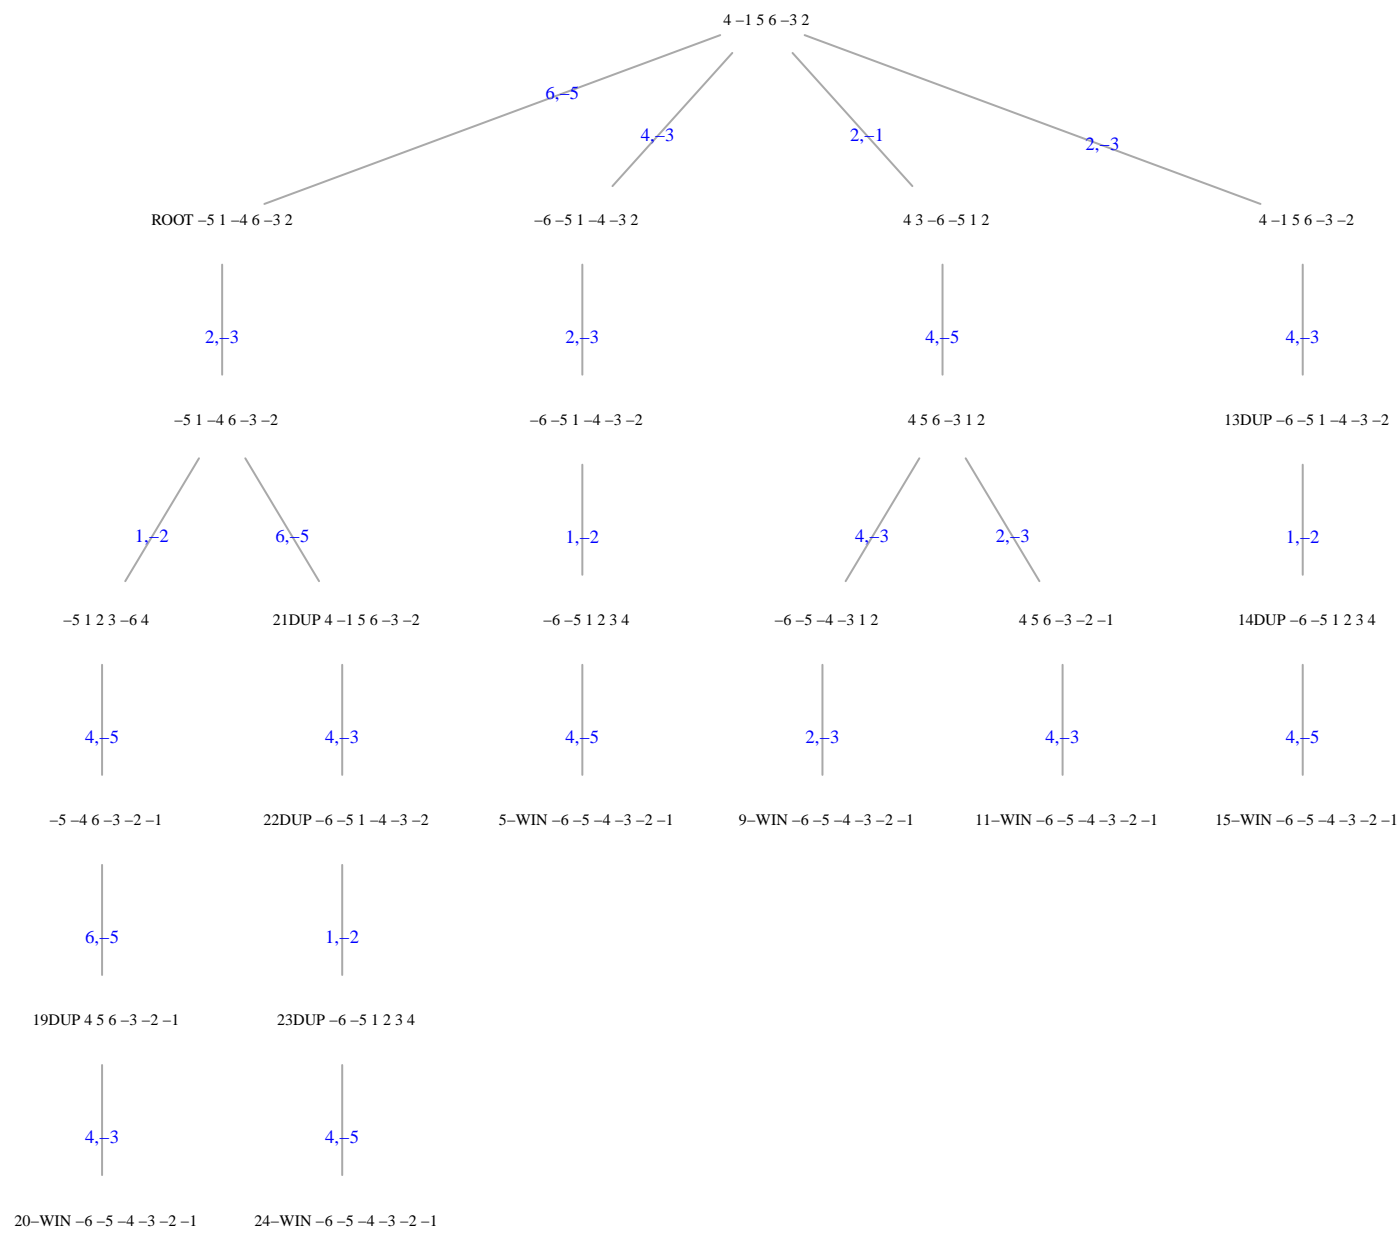 4 –1 5 6 –3 2
6,–5
4,–3
2,–1
2,–3
ROOT –5 1 –4 6 –3 2
–6 –5 1 –4 –3 2
4 3 –6 –5 1 2
4 –1 5 6 –3 –2
2,–3
2,–3
4,–5
4,–3
–5 1 –4 6 –3 –2
–6 –5 1 –4 –3 –2
4 5 6 –3 1 2
13DUP –6 –5 1 –4 –3 –2
1,–2
6,–5
1,–2
4,–3
2,–3
1,–2
–5 1 2 3 –6 4
21DUP 4 –1 5 6 –3 –2
–6 –5 1 2 3 4
–6 –5 –4 –3 1 2
4 5 6 –3 –2 –1
14DUP –6 –5 1 2 3 4
4,–5
4,–3
4,–5
2,–3
4,–3
4,–5
–5 –4 6 –3 –2 –1
22DUP –6 –5 1 –4 –3 –2
5–WIN –6 –5 –4 –3 –2 –1
9–WIN –6 –5 –4 –3 –2 –1
11–WIN –6 –5 –4 –3 –2 –1
15–WIN –6 –5 –4 –3 –2 –1
6,–5
1,–2
19DUP 4 5 6 –3 –2 –1
23DUP –6 –5 1 2 3 4
4,–3
4,–5
20–WIN –6 –5 –4 –3 –2 –1
24–WIN –6 –5 –4 –3 –2 –1